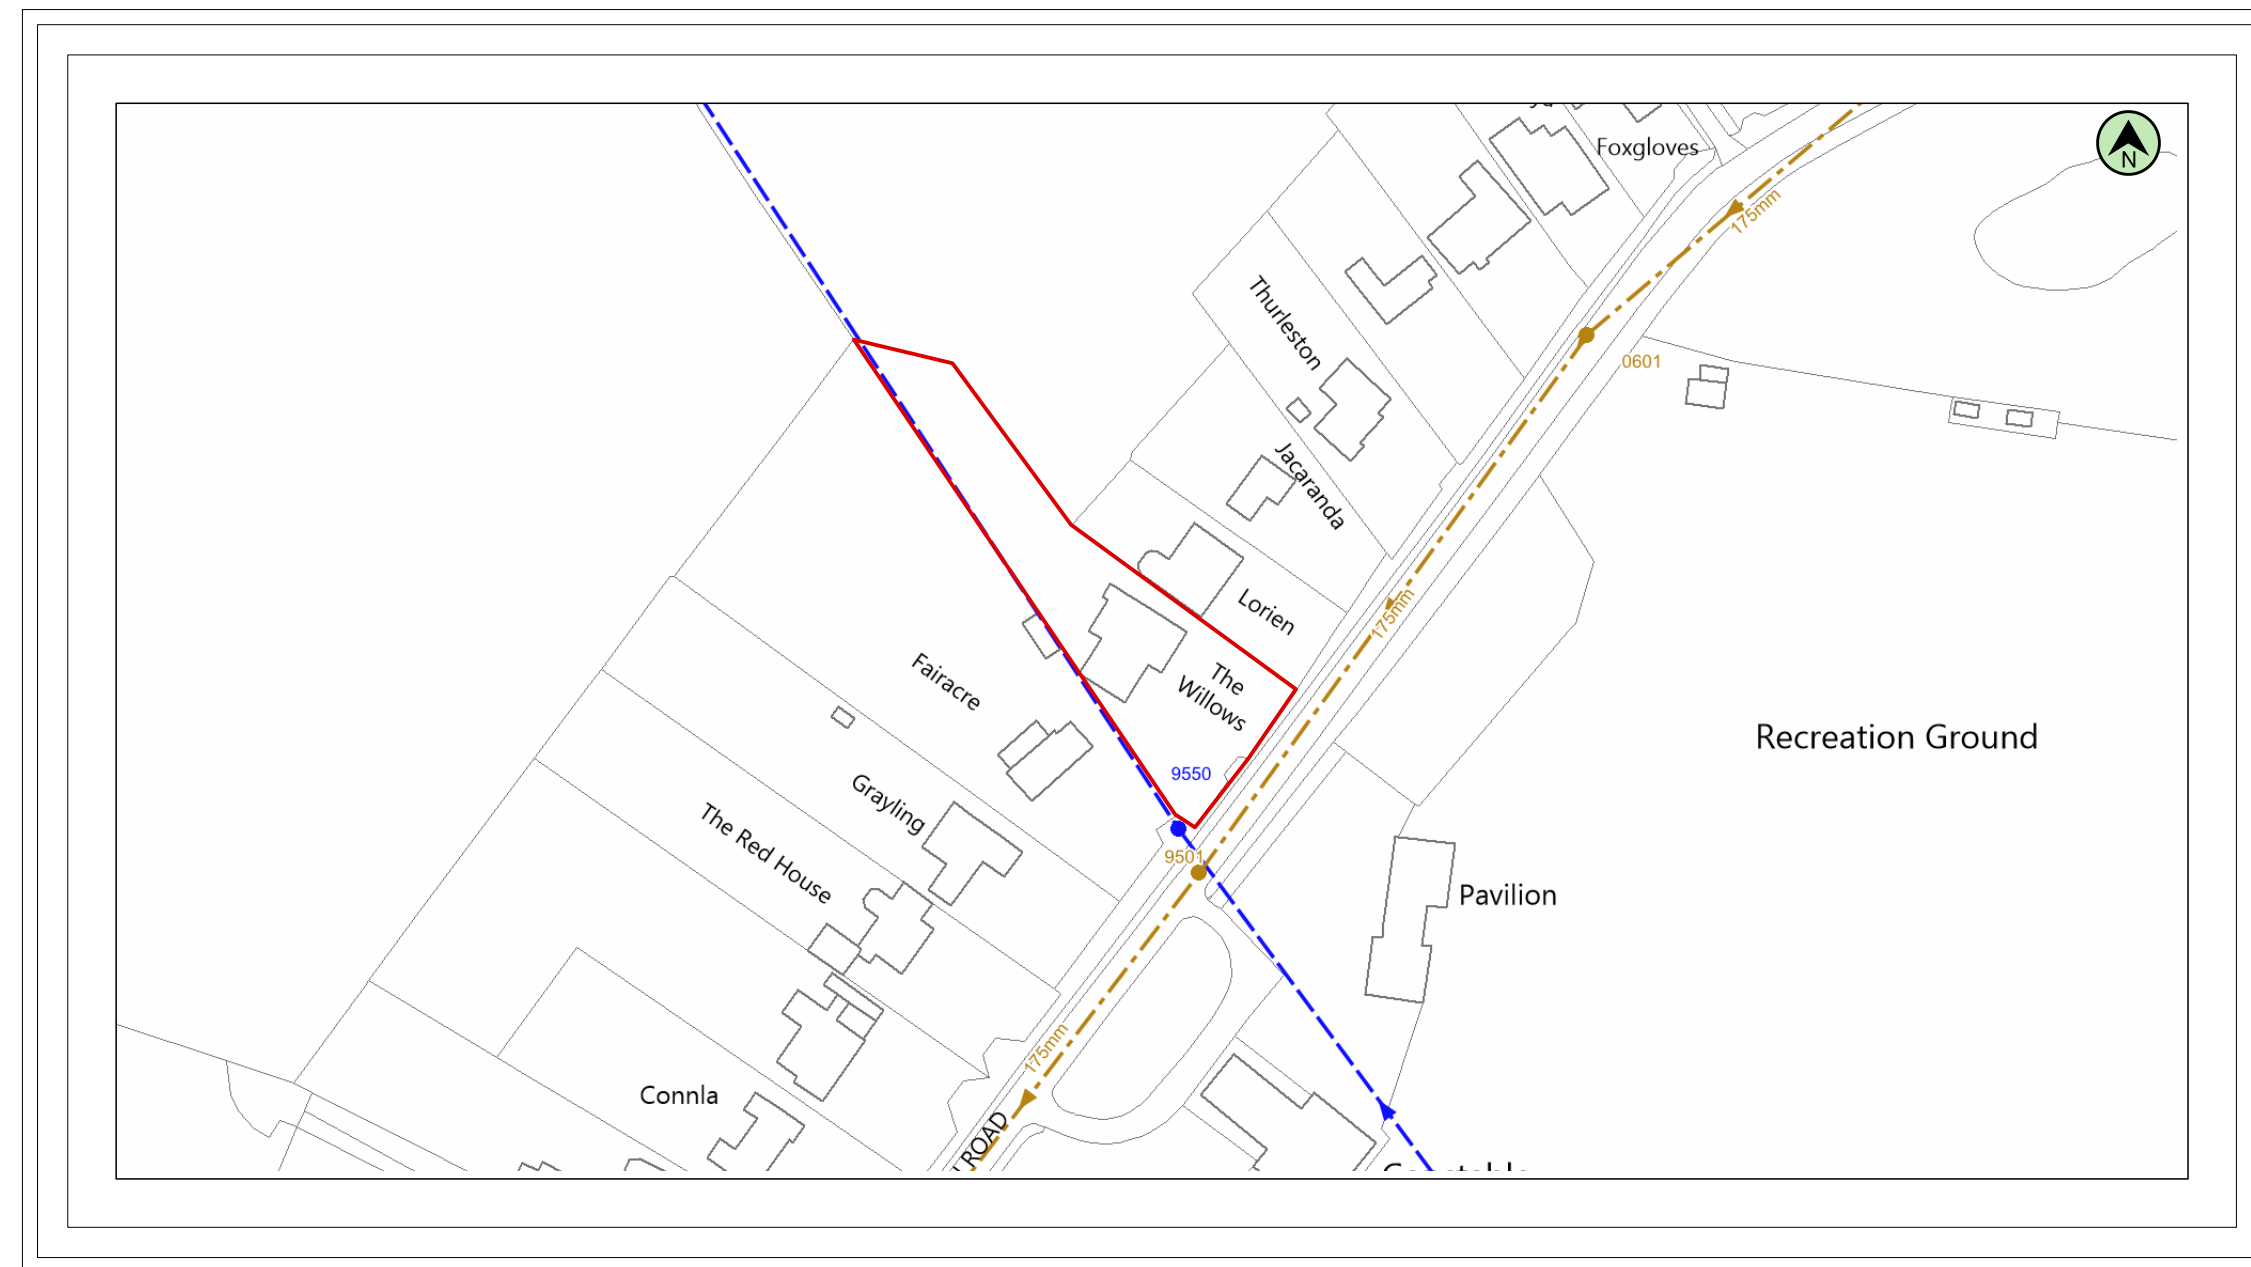 Foxgloves
N
175mm
Thurleston
0601
Jacaranda
175mm
Lorien
The
Willows
Fairacre
Recreation Ground
9550
Grayling
The Red House
9501
Pavilion
175mm
Connla
ROAD